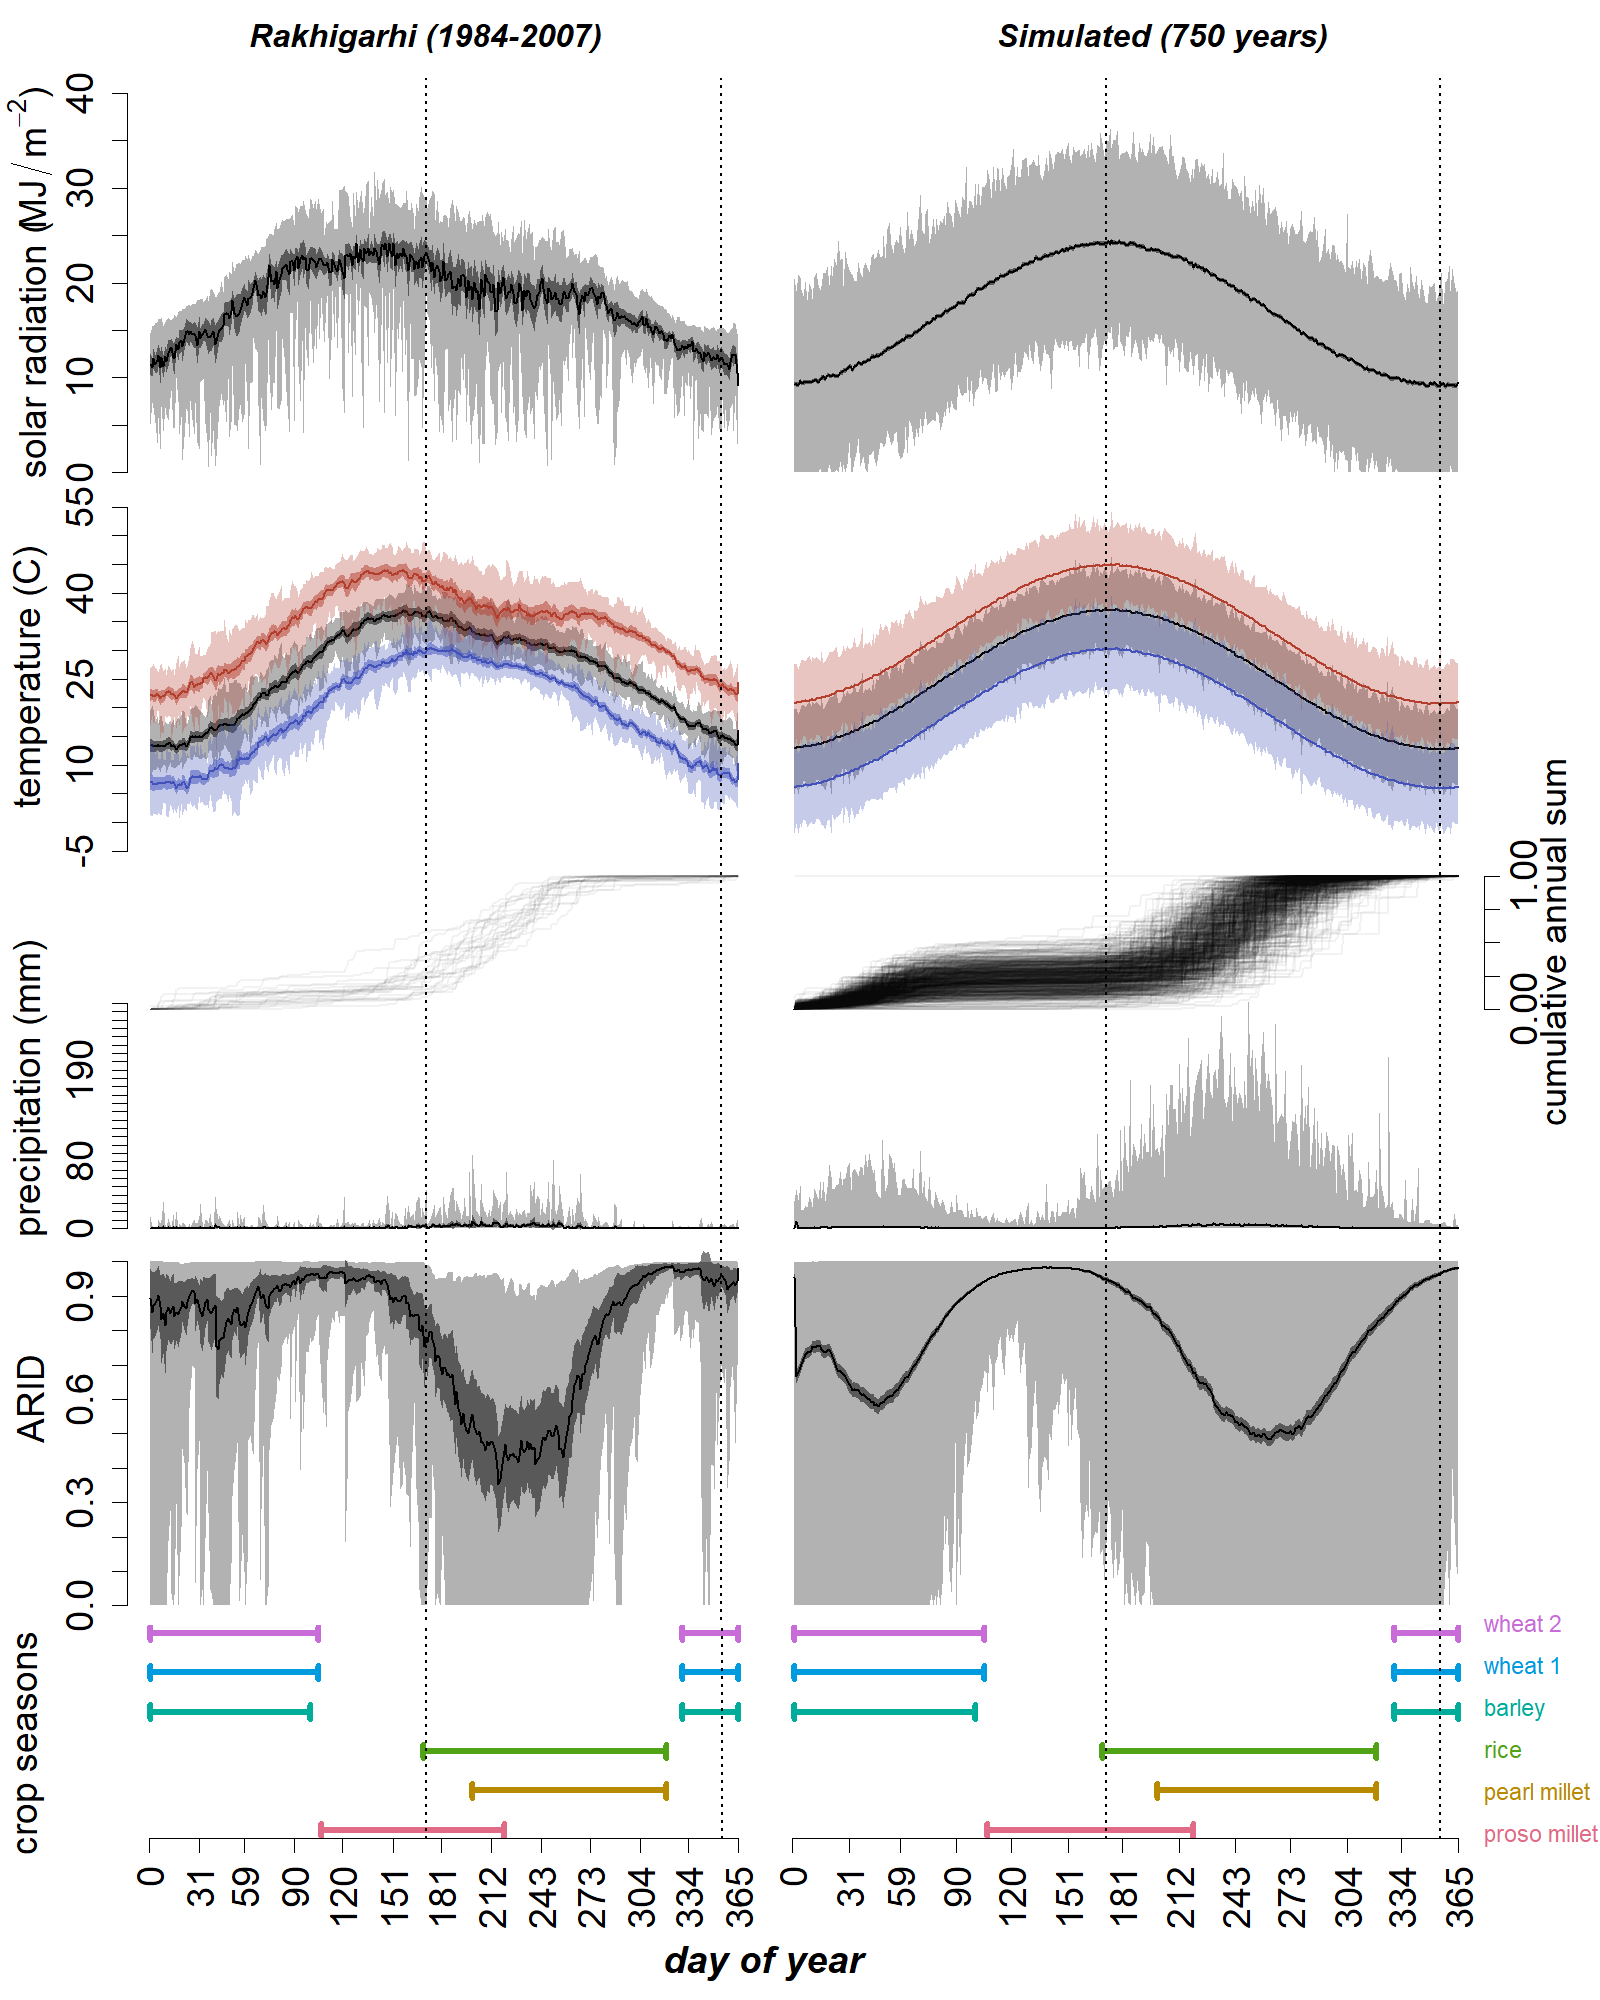 Rakhigarhi (1984-2007)
Simulated (750 years)
solar radiation (MJ/m−2)
0 10 20 30 40
temperature (C)
-5 10 25 40 55
precipitation (mm)
0 80 190
cumulative annual sum
0.00 1.00
ARID
0.0 0.3 0.6 0.9
crop seasons
wheat 2
wheat 1
barley
rice
pearl millet
proso millet
0 31 59 90 120 151 181 212 243 273 304 334 365
0 31 59 90 120 151 181 212 243 273 304 334 365
day of year